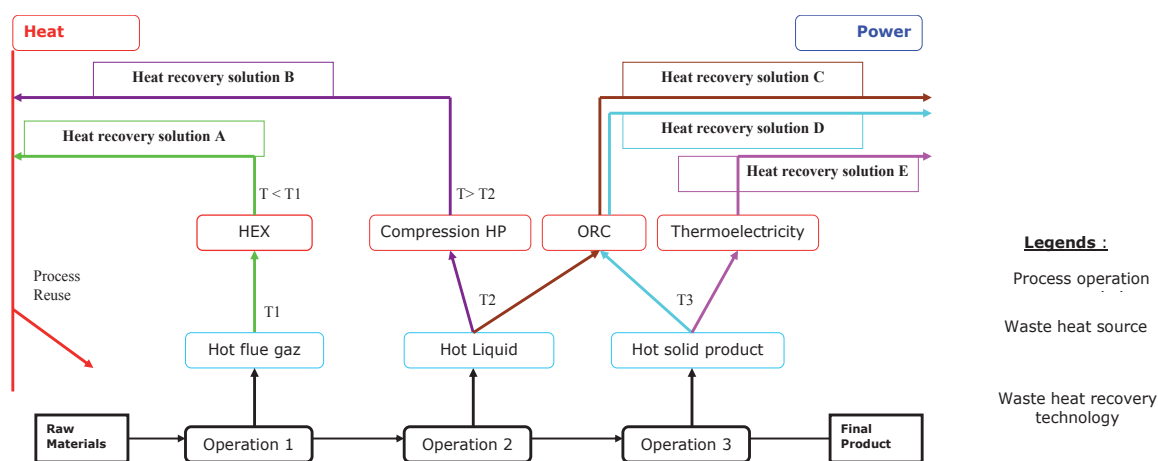 Heat
Power
Heat recovery solution B
Heat recovery solution C
Heat recovery solution D
Heat recovery solution A
Heat recovery solution E
T < T1
T> T2
HEX
Compression HP
ORC
Thermoelectricity
Legends :
Process
Reuse
Process operation
T1
T2
T3
Waste heat source
Hot flue gaz
Hot Liquid
Hot solid product
Waste heat recovery
technology
Raw
Materials
Operation 1
Operation 2
Operation 3
Final
Product